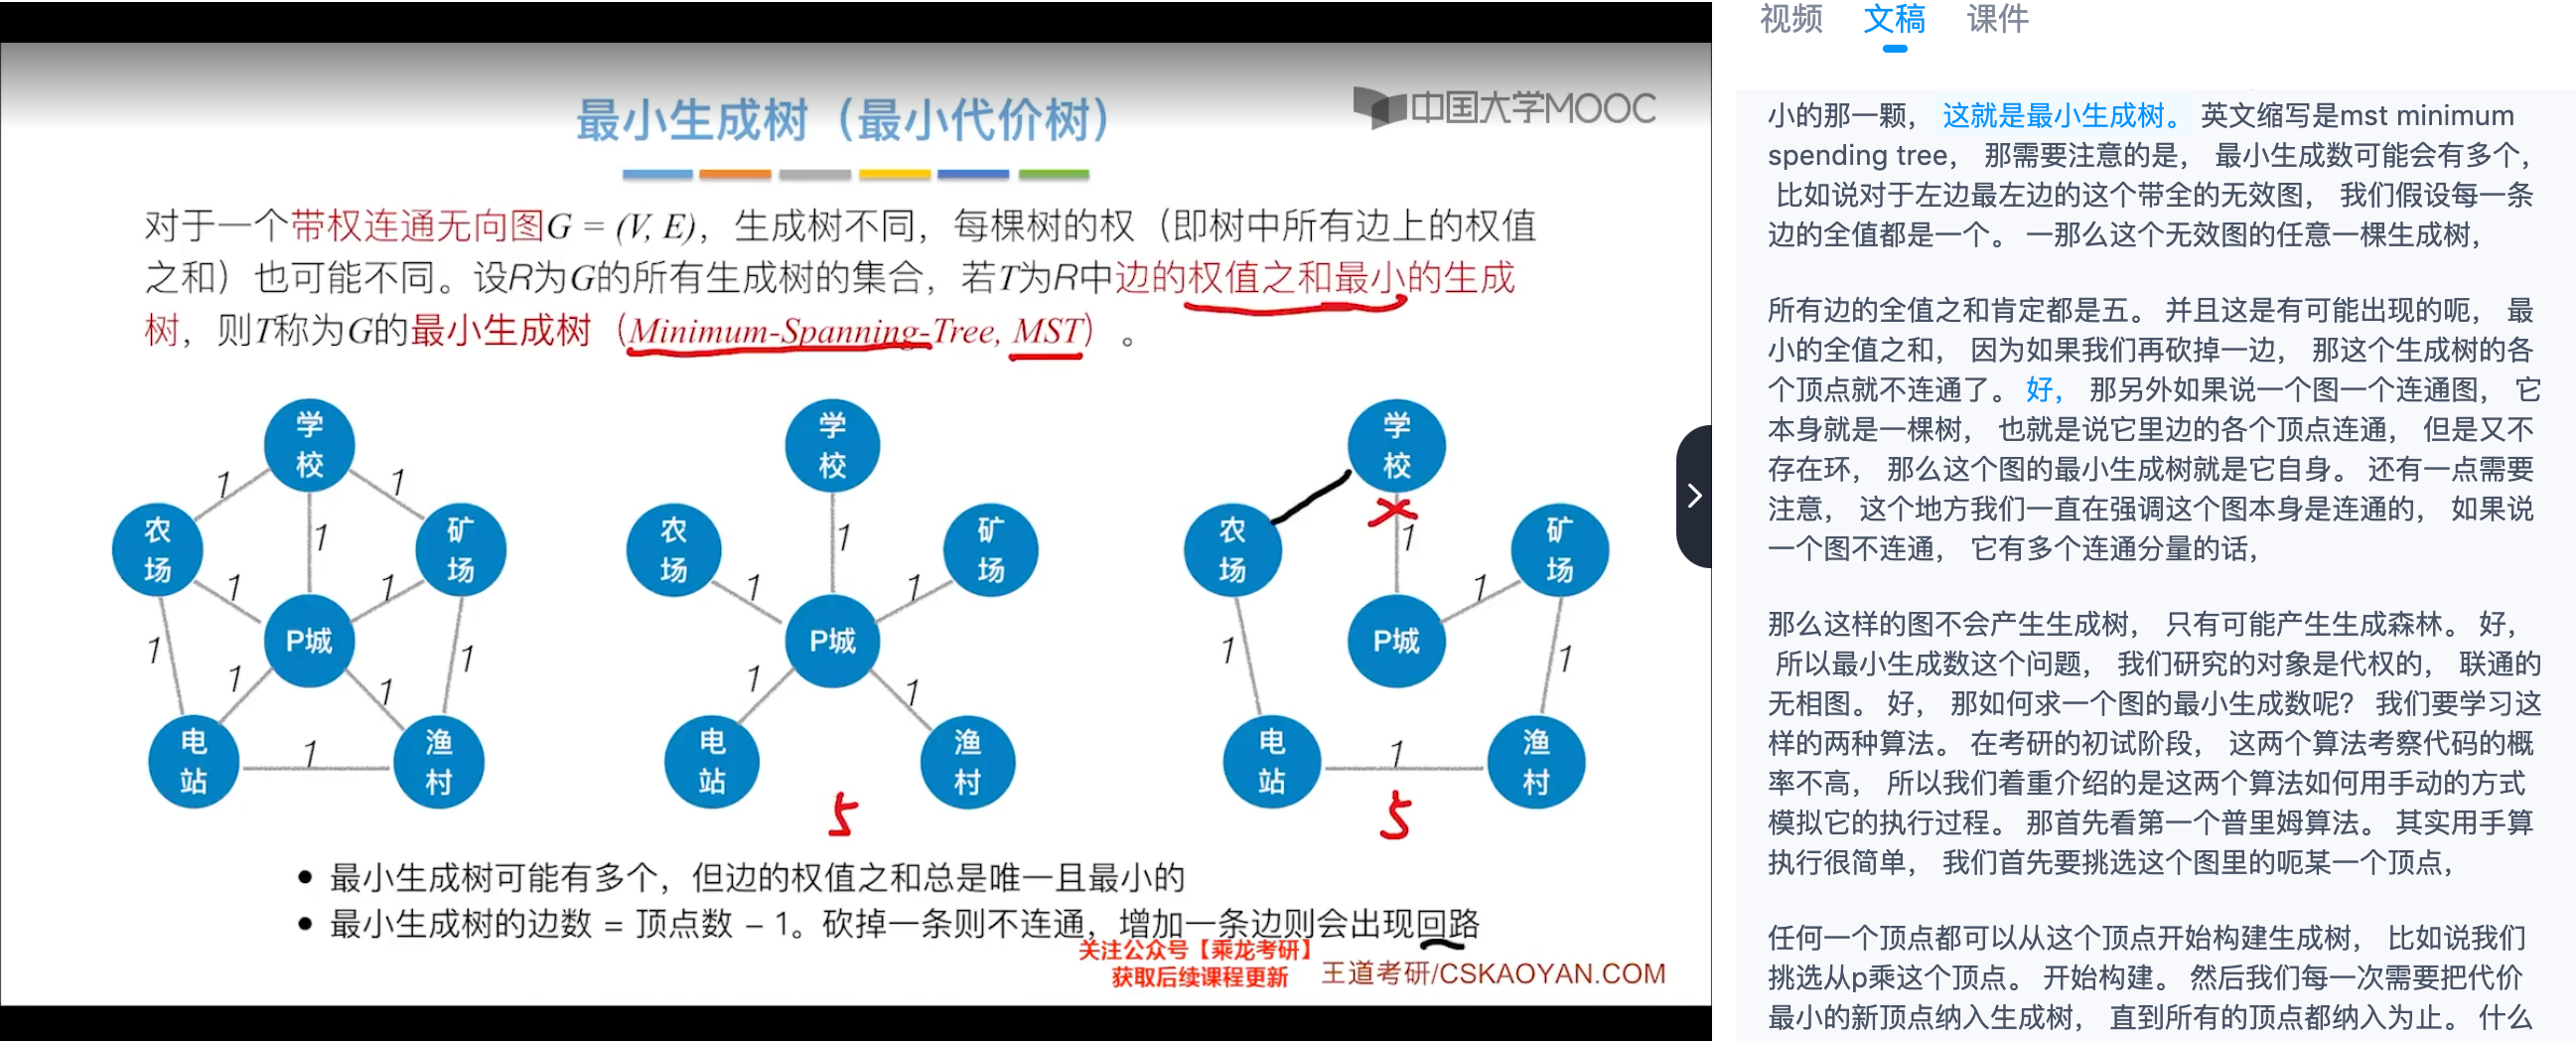 最小生成树（最小代价树）
中国大学MOOC
对于一个带权连通无向图G = (V, E)，生成树不同，每棵树的权（即树中所有边上的权值
之和）也可能不同。设R为G的所有生成树的集合，若T为R中边的权值之和最小的生成
树，则T称为G的最小生成树（Minimum-Spanning-Tree, MST）。
学校
农场
矿场
P城
电站
渔村
1
1
1
1
1
1
1
1
1
1
学校
农场
矿场
P城
电站
渔村
1
1
1
1
1
5
学校
农场
矿场
P城
电站
渔村
1
1
1
1
1
5
• 最小生成树可能有多个，但边的权值之和总是唯一且最小的
• 最小生成树的边数 = 顶点数 - 1。砍掉一条则不连通，增加一条边则会出现回路
关注公众号【乘龙考研】
获取后续课程更新
王道考研/CSKAOYAN.COM
视频 文稿 课件
小的那一颗， 这就是最小生成树。 英文缩写是mst minimum
spending tree， 那需要注意的是， 最小生成数可能会有多个，
比如说对于左边最左边的这个带全的无效图， 我们假设每一条
边的全值都是一个。 一那么这个无效图的任意一棵生成树，
所有边的全值之和肯定都是五。 并且这是有可能出现的呃， 最
小的全值之和， 因为如果我们再砍掉一边， 那这个生成树的各
个顶点就不连通了。 好， 那另外如果说一个图一个连通图， 它
本身就是一棵树， 也就是说它里边的各个顶点连通， 但是又不
存在环， 那么这个图的最小生成树就是它自身。 还有一点需要
注意， 这个地方我们一直在强调这个图本身是连通的， 如果说
一个图不连通， 它有多个连通分量的话，
那么这样的图不会产生生成树， 只有可能产生生成森林。 好，
所以最小生成数这个问题， 我们研究的对象是代权的， 联通的
无相图。 好， 那如何求一个图的最小生成数呢? 我们要学习这
样的两种算法。 在考研的初试阶段， 这两个算法考察代码的概
率不高， 所以我们着重介绍的是这两个算法如何用手动的方式
模拟它的执行过程。 那首先看第一个普里姆算法。 其实用手算
执行很简单， 我们首先要挑选这个图里的呃某一个顶点，
任何一个顶点都可以从这个顶点开始构建生成树， 比如说我们
挑选从p乘这个顶点。 开始构建。 然后我们每一次需要把代价
最小的新顶点纳入生成树， 直到所有的顶点都纳入为止。 什么